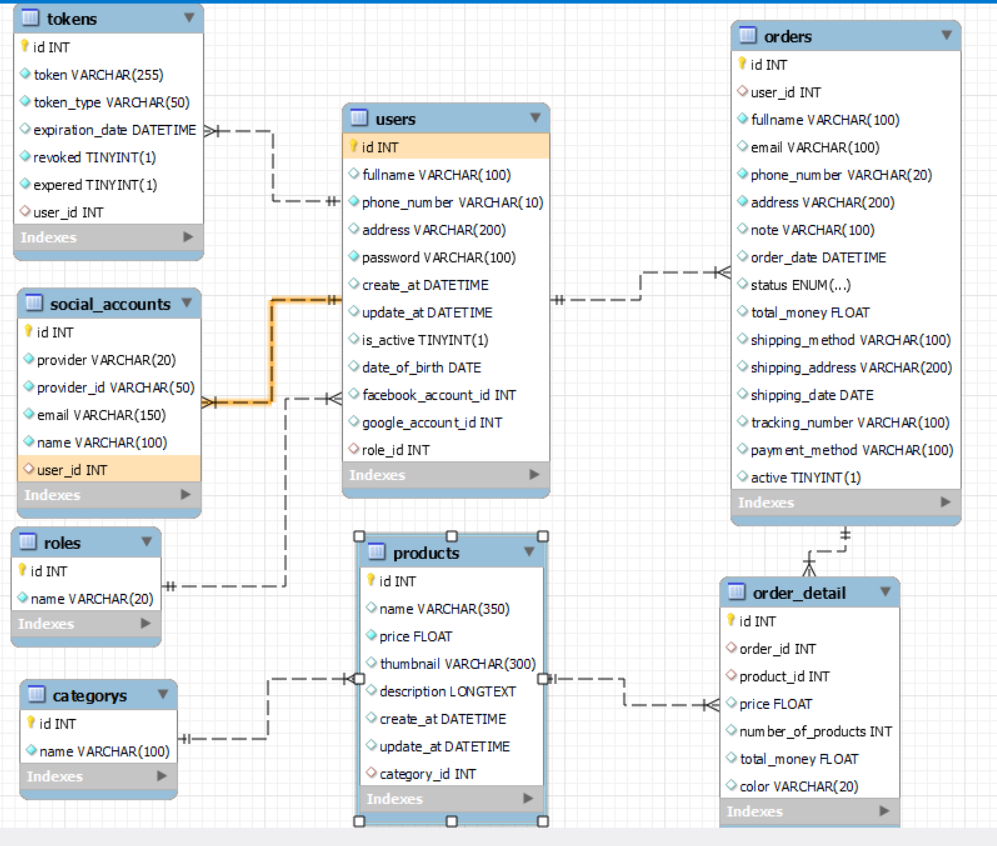 tokens
id INT
token VARCHAR(255)
token_type VARCHAR(50)
expiration_date DATETIME
revoked TINYINT(1)
expered TINYINT(1)
user_id INT
Indexes
social_accounts
id INT
provider VARCHAR(20)
provider_id VARCHAR(50)
email VARCHAR(150)
name VARCHAR(100)
user_id INT
Indexes
roles
id INT
name VARCHAR(20)
Indexes
categorys
id INT
name VARCHAR(100)
Indexes
users
id INT
fullname VARCHAR(100)
phone_number VARCHAR(10)
address VARCHAR(200)
password VARCHAR(100)
create_at DATETIME
update_at DATETIME
is_active TINYINT(1)
date_of_birth DATE
facebook_account_id INT
google_account_id INT
role_id INT
Indexes
products
id INT
name VARCHAR(350)
price FLOAT
thumbnail VARCHAR(300)
description LONGTEXT
create_at DATETIME
update_at DATETIME
category_id INT
Indexes
orders
id INT
user_id INT
fullname VARCHAR(100)
email VARCHAR(100)
phone_number VARCHAR(20)
address VARCHAR(200)
note VARCHAR(100)
order_date DATETIME
status ENUM(...)
total_money FLOAT
shipping_method VARCHAR(100)
shipping_address VARCHAR(200)
shipping_date DATE
tracking_number VARCHAR(100)
payment_method VARCHAR(100)
active TINYINT(1)
Indexes
order_detail
id INT
order_id INT
product_id INT
price FLOAT
number_of_products INT
total_money FLOAT
color VARCHAR(20)
Indexes